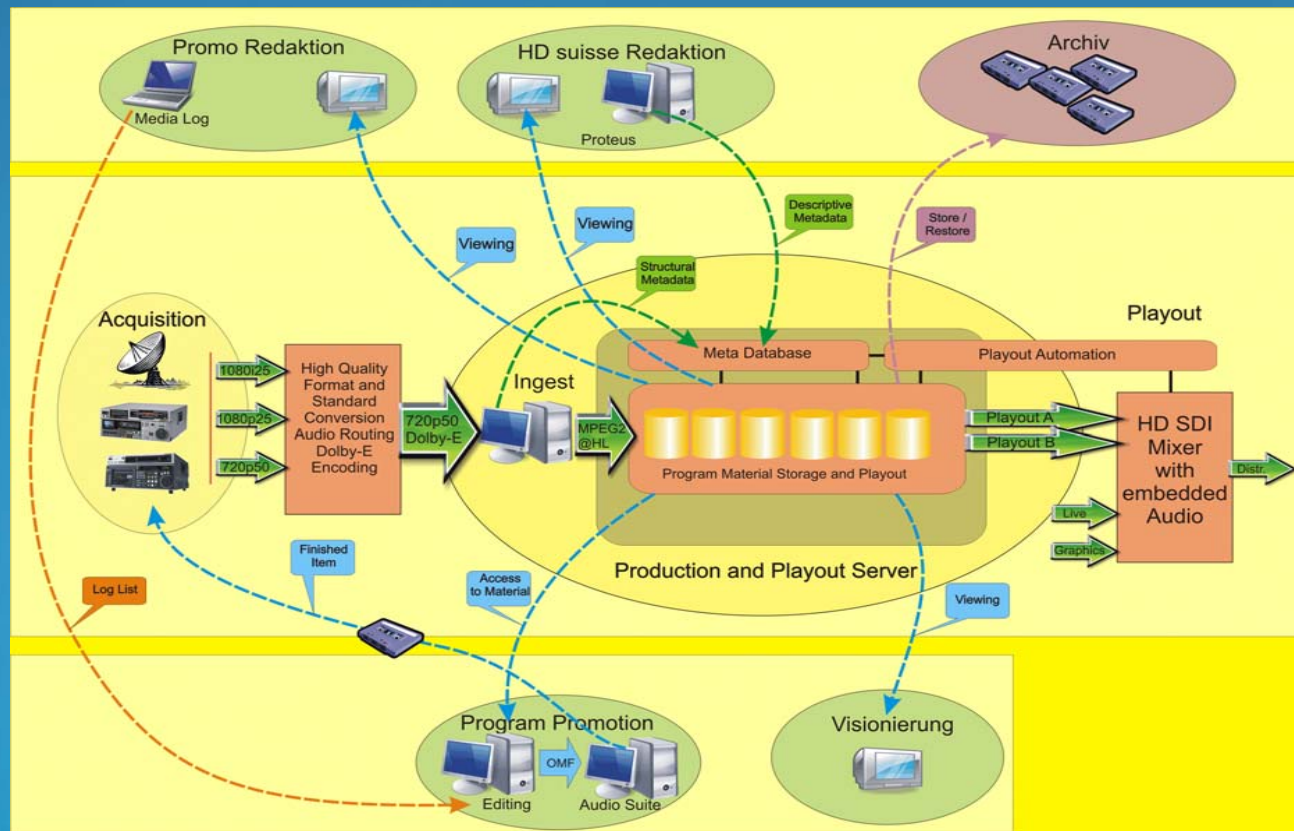 Promo Redaktion
Media Log
HD suisse Redaktion
Proteus
Archiv
Viewing
Viewing
Descriptive
Metadata
Store /
Restore
Structural
Metadata
Acquisition
1080i25
1080p25
720p50
High Quality
Format and
Standard
Conversion
Audio Routing
Dolby-E
Encoding
720p50
Dolby-E
Ingest
MPEG2
@HL
Meta Database
Playout Automation
Program Material Storage and Playout
Production and Playout Server
Playout
Playout A
Playout B
Live
Graphics
HD SDI
Mixer
with
embedded
Audio
Distr.
Log List
Finished
Item
Access
to Material
Viewing
Program Promotion
Editing
OMF
Audio Suite
Visionierung